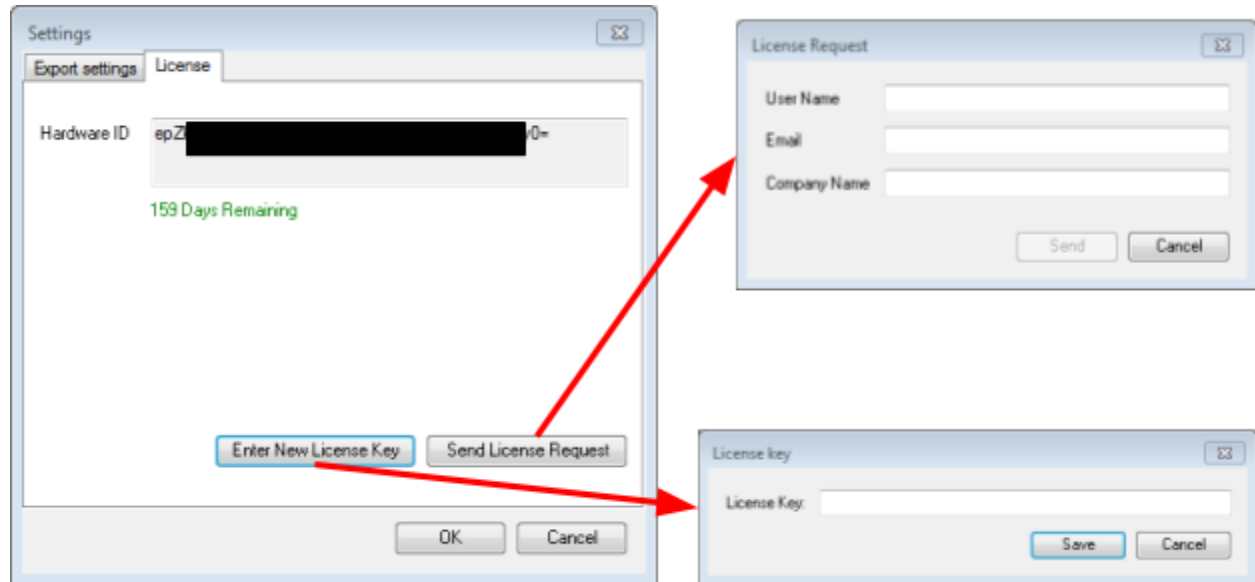 Settings
Export settings License
Hardware ID epZ
159 Days Remaining
Enter New License Key Send License Request
OK Cancel
License Request
User Name
Email
Company Name
Send Cancel
License key
License Key:
Save Cancel